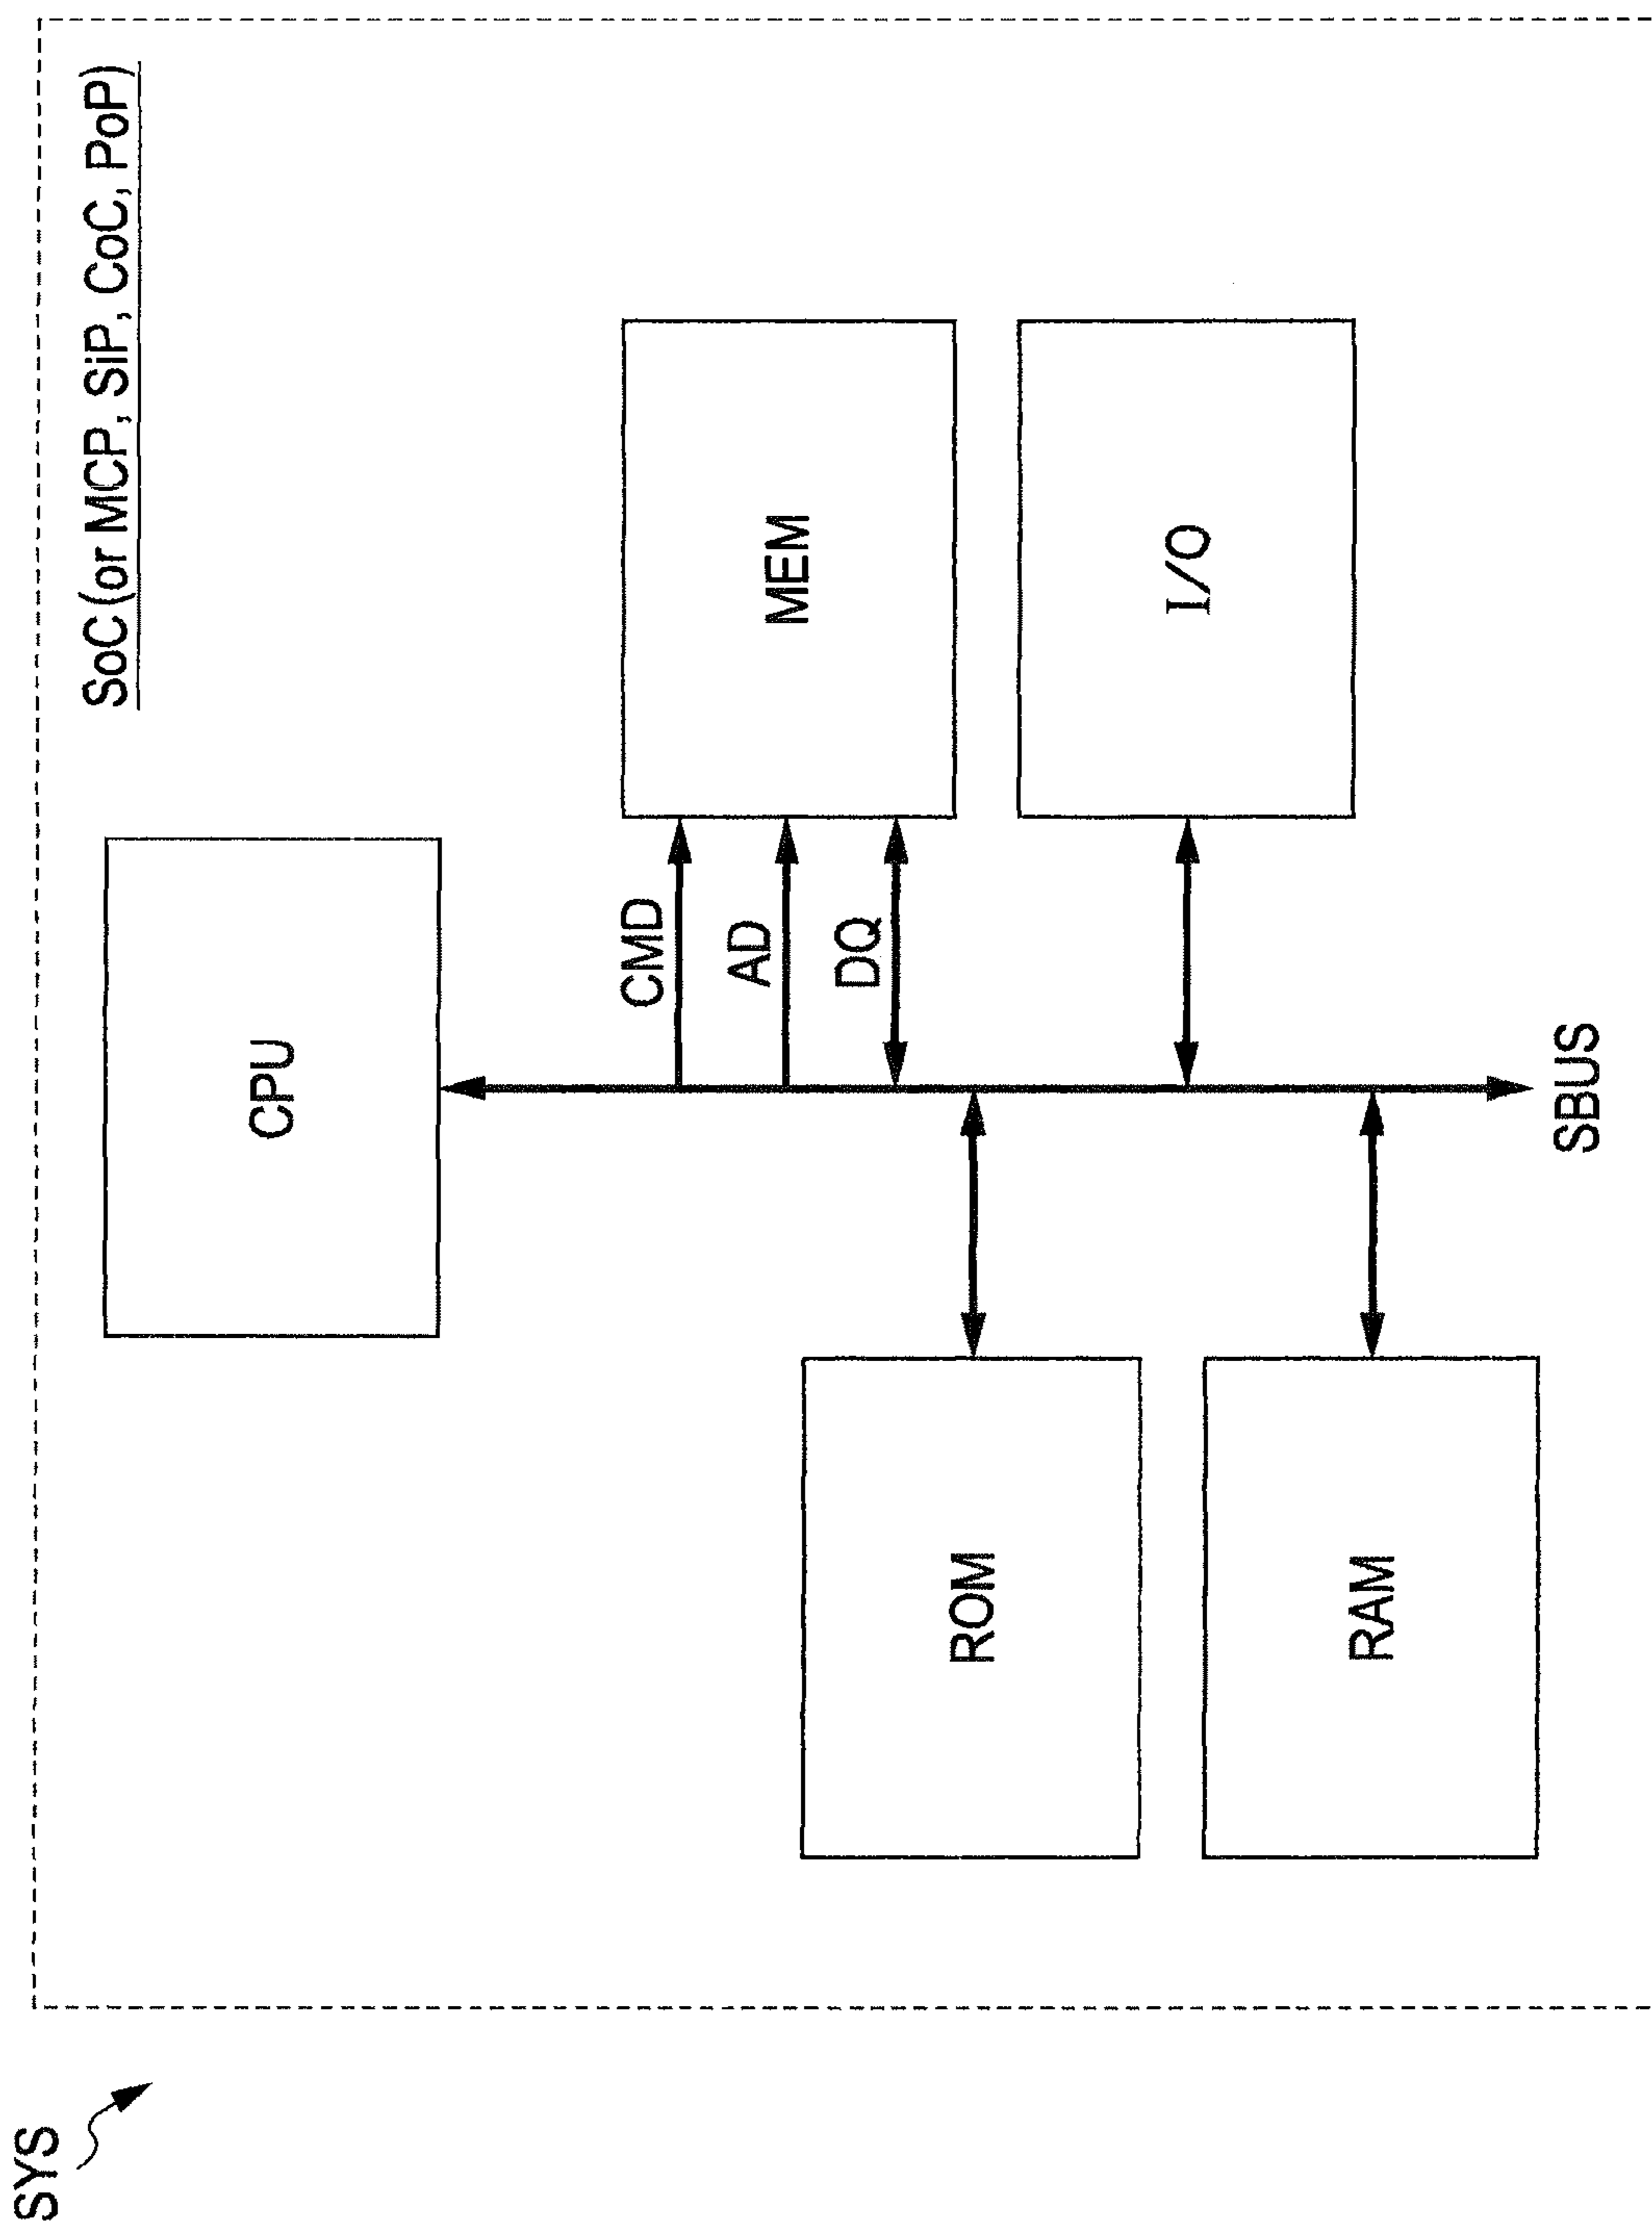 SYS
SoC (or MCP, SiP, CoC, PoP)
CPU
CMD
AD
DQ
MEM
ROM
I/O
RAM
SBUS